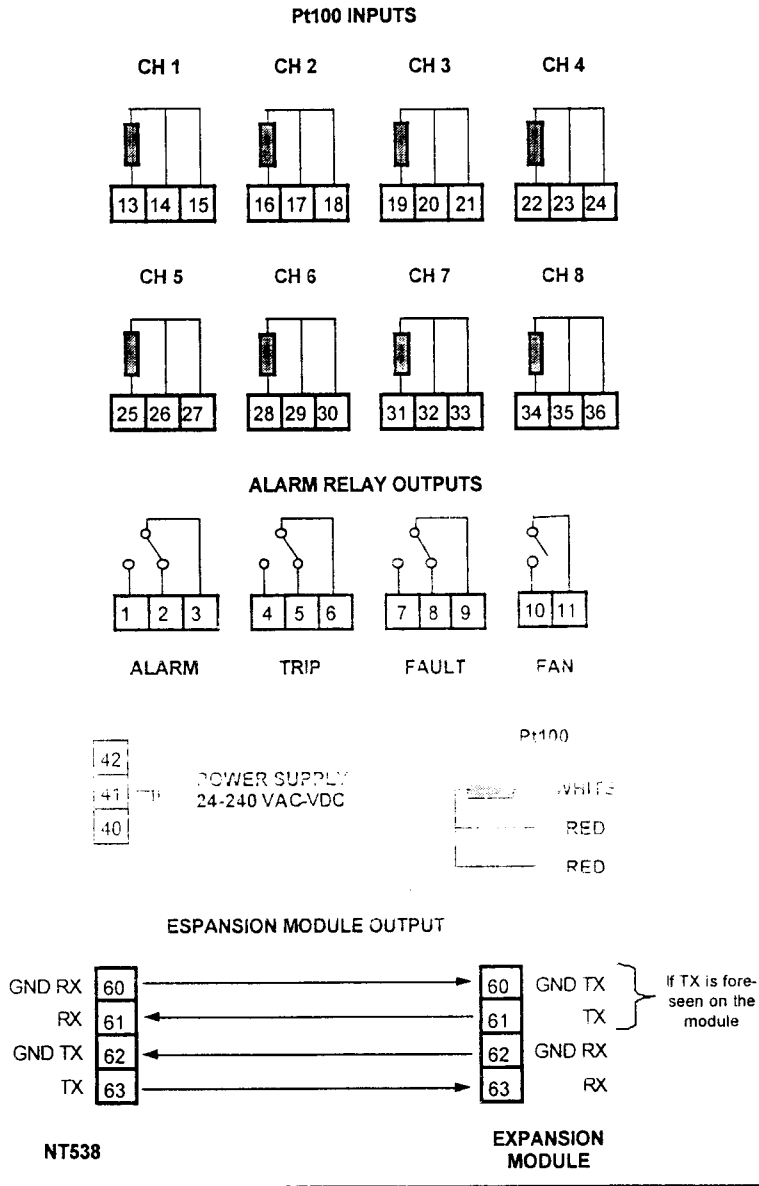 Pt100 INPUTS
CH 1 CH 2 CH 3 CH 4
13 14 15 16 17 18 19 20 21 22 23 24
CH 5 CH 6 CH 7 CH 8
25 26 27 28 29 30 31 32 33 34 35 36
ALARM RELAY OUTPUTS
1 2 3 4 5 6 7 8 9 10 11
ALARM TRIP FAULT FAN
42
41
40
POWER SUPPLY
24-240 VAC-VDC
Pt100
WHITE
RED
RED
ESPANSION MODULE OUTPUT
GND RX 60 60 GND TX
RX 61 61 TX
GND TX 62 62 GND RX
TX 63 63 RX
If TX is fore-
seen on the
module
NT538
EXPANSION
MODULE